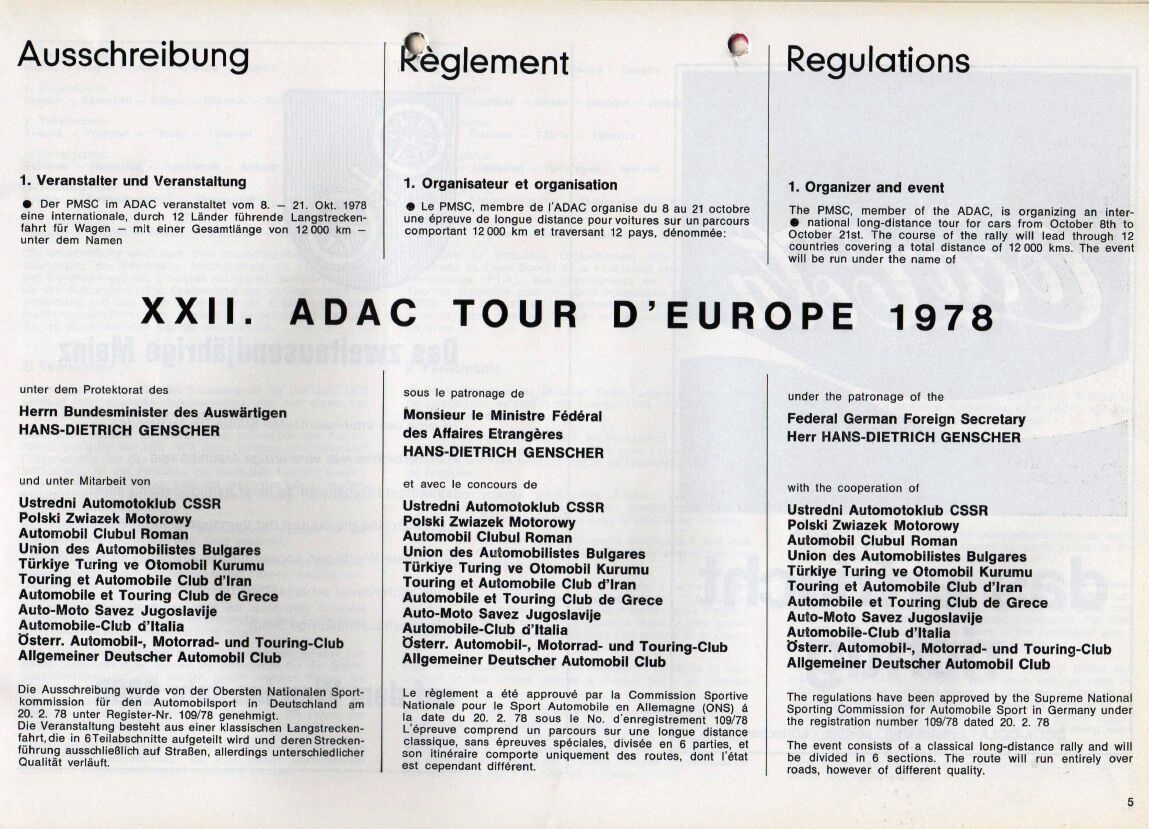 Ausschreibung
1. Veranstalter und Veranstaltung
● Der PMSC im ADAC veranstaltet vom 8. – 21. Okt. 1978
eine internationale, durch 12 Länder führende Langstrecken-
fahrt für Wagen – mit einer Gesamtlänge von 12 000 km –
unter dem Namen
Règlement
1. Organisateur et organisation
● Le PMSC, membre de l'ADAC organise du 8 au 21 octobre
une épreuve de longue distance pour voitures sur un parcours
comportant 12 000 km et traversant 12 pays, dénommée:
Regulations
1. Organizer and event
The PMSC, member of the ADAC, is organizing an inter-
● national long-distance tour for cars from October 8th to
October 21st. The course of the rally will lead through 12
countries covering a total distance of 12 000 kms. The event
will be run under the name of
XXII. ADAC TOUR D'EUROPE 1978
unter dem Protektorat des
Herrn Bundesminister des Auswärtigen
HANS-DIETRICH GENSCHER
und unter Mitarbeit von
Ustredni Automotoklub CSSR
Polski Zwiazek Motorowy
Automobil Clubul Roman
Union des Automobilistes Bulgares
Türkiye Turing ve Otomobil Kurumu
Touring et Automobile Club d'Iran
Automobile et Touring Club de Grece
Auto-Moto Savez Jugoslavije
Automobile-Club d'Italia
Österr. Automobil-, Motorrad- und Touring-Club
Allgemeiner Deutscher Automobil Club
Die Ausschreibung wurde von der Obersten Nationalen Sport-
kommission für den Automobilsport in Deutschland am
20. 2. 78 unter Register-Nr. 109/78 genehmigt.
Die Veranstaltung besteht aus einer klassischen Langstrecken-
fahrt, die in 6 Teilabschnitte aufgeteilt wird und deren Strecken-
führung ausschließlich auf Straßen, allerdings unterschiedlicher
Qualität verläuft.
sous le patronage de
Monsieur le Ministre Fédéral
des Affaires Etrangères
HANS-DIETRICH GENSCHER
et avec le concours de
Ustredni Automotoklub CSSR
Polski Zwiazek Motorowy
Automobil Clubul Roman
Union des Automobilistes Bulgares
Türkiye Turing ve Otomobil Kurumu
Touring et Automobile Club d'Iran
Automobile et Touring Club de Grece
Auto-Moto Savez Jugoslavije
Automobile-Club d'Italia
Österr. Automobil-, Motorrad- und Touring-Club
Allgemeiner Deutscher Automobil Club
Le règlement a été approuvé par la Commission Sportive
Nationale pour le Sport Automobile en Allemagne (ONS) á
la date du 20. 2. 78 sous le No. d'enregistrement 109/78
L'épreuve comprend un parcours sur une longue distance
classique, sans épreuves spéciales, divisée en 6 parties, et
son itinéraire comporte uniquement des routes, dont l'état
est cependant différent.
under the patronage of the
Federal German Foreign Secretary
Herr HANS-DIETRICH GENSCHER
with the cooperation of
Ustredni Automotoklub CSSR
Polski Zwiazek Motorowy
Automobil Clubul Roman
Union des Automobilistes Bulgares
Türkiye Turing ve Otomobil Kurumu
Touring et Automobile Club d'Iran
Automobile et Touring Club de Grece
Auto-Moto Savez Jugoslavije
Automobile-Club d'Italia
Österr. Automobil-, Motorrad- und Touring-Club
Allgemeiner Deutscher Automobil Club
The regulations have been approved by the Supreme National
Sporting Commission for Automobile Sport in Germany under
the registration number 109/78 dated 20. 2. 78
The event consists of a classical long-distance rally and will
be divided in 6 sections. The route will run entirely over
roads, however of different quality.
5